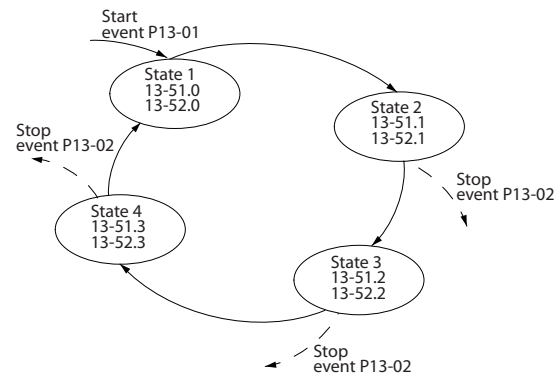 Start
event P13-01
State 1
13-51.0
13-52.0
State 2
13-51.1
13-52.1
Stop
event P13-02
Stop
event P13-02
State 4
13-51.3
13-52.3
State 3
13-51.2
13-52.2
Stop
event P13-02